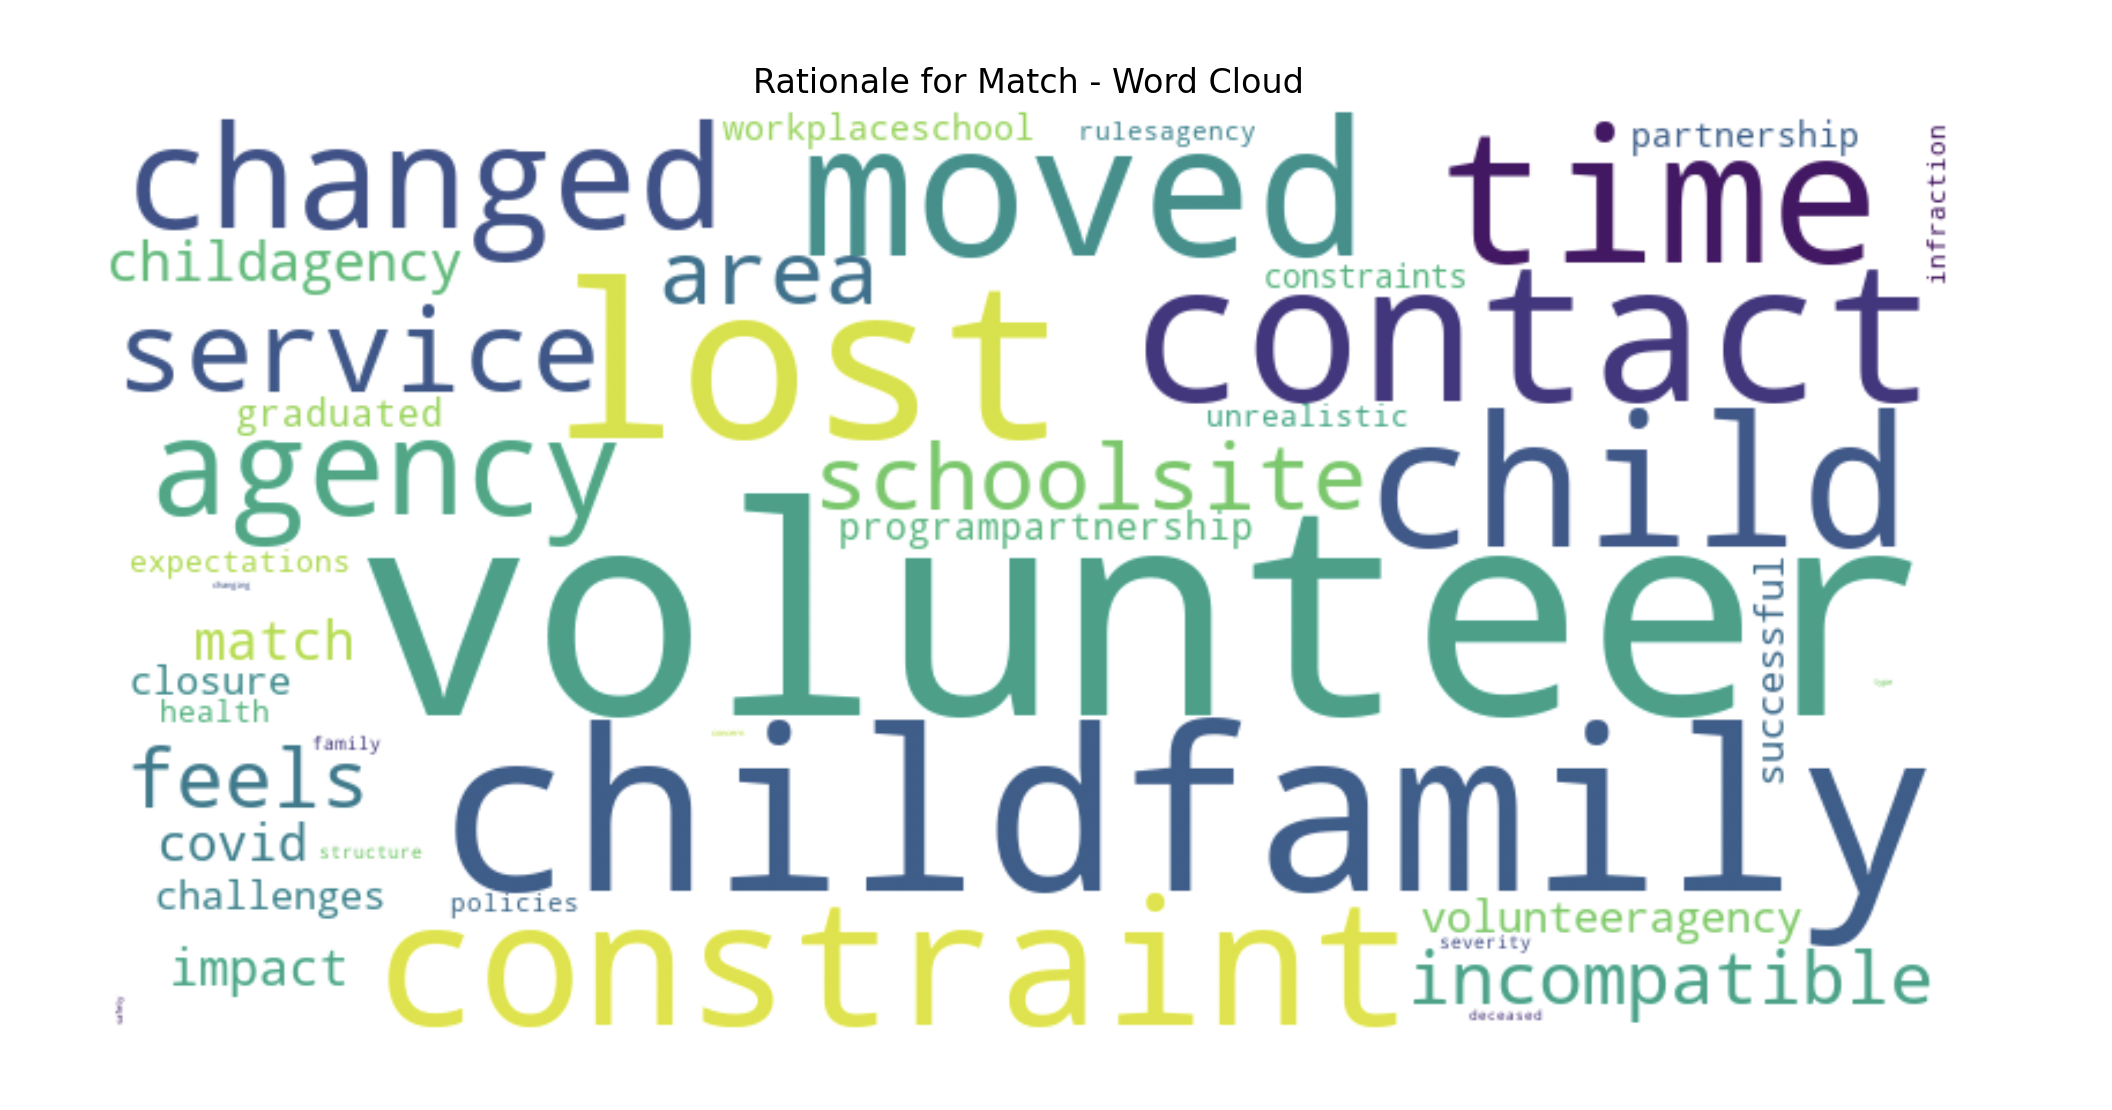 Rationale for Match - Word Cloud
changed
workplaceschool
rulesagency
moved
time
partnership
infraction
childagency
area
constraints
contact
service
lost
graduated
unrealistic
agency
schoolsite
child
programpartnership
volunteer
expectations
changing
match
successful
closure
type
health
family
concern
feels
childfamily
covid
structure
challenges
policies
constraint
volunteeragency
severity
impact
incompatible
safety
deceased